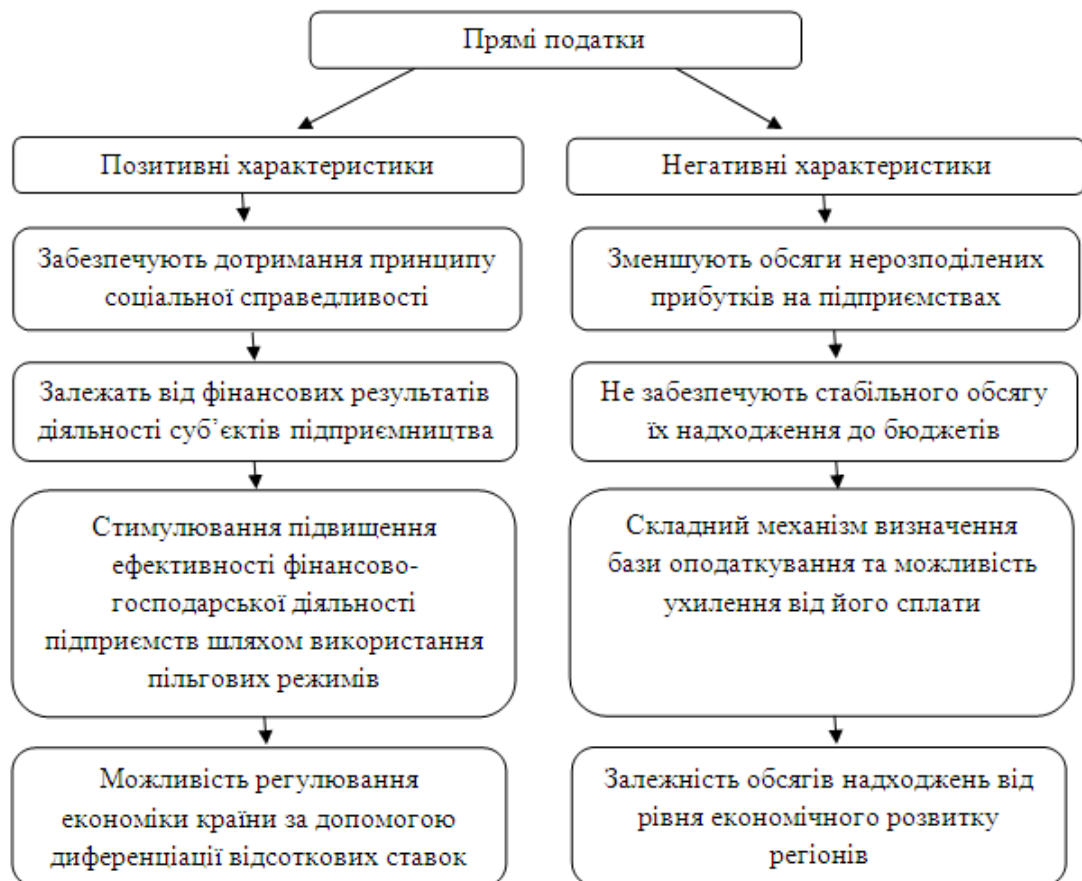 Прямі податки
Позитивні характеристики
Забезпечують дотримання принципу
соціальної справедливості
Залежать від фінансових результатів
діяльності суб’єктів підприємництва
Стимулювання підвищення
ефективності фінансово-
господарської діяльності
підприємств шляхом використання
пільгових режимів
Можливість регулювання
економіки країни за допомогою
диференціації відсоткових ставок
Негативні характеристики
Зменшують обсяги нерозподілених
прибутків на підприємствах
Не забезпечують стабільного обсягу
їх надходження до бюджетів
Складний механізм визначення
бази оподаткування та можливість
ухилення від його сплати
Залежність обсягів надходжень від
рівня економічного розвитку
регіонів